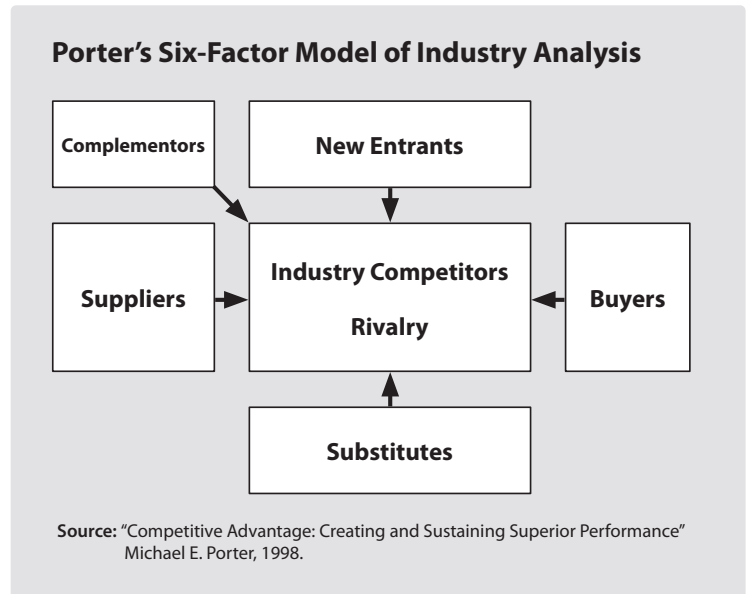 Porter’s Six-Factor Model of Industry Analysis
Complementors
New Entrants
Suppliers
Industry Competitors
Rivalry
Buyers
Substitutes
Source: “Competitive Advantage: Creating and Sustaining Superior Performance”
Michael E. Porter, 1998.